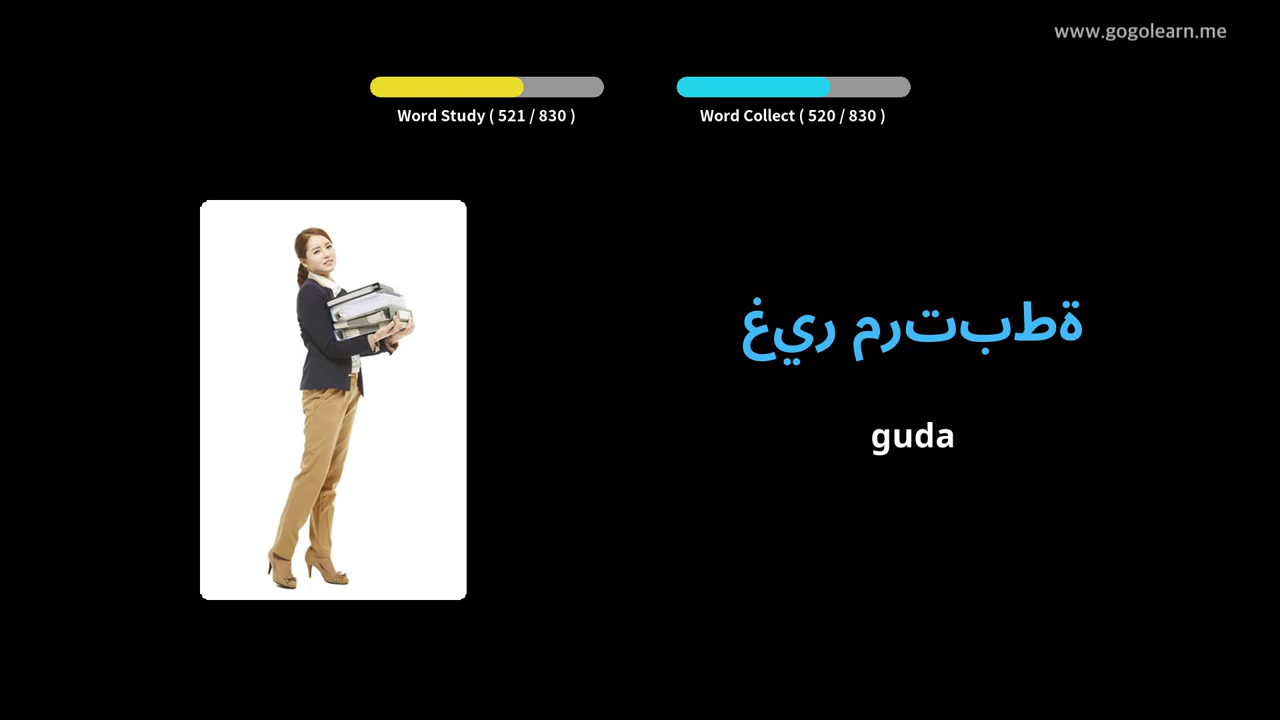 www.gogolearn.me
Word Study ( 521 / 830 )
Word Collect ( 520 / 830 )
غير مرتبطة
guda